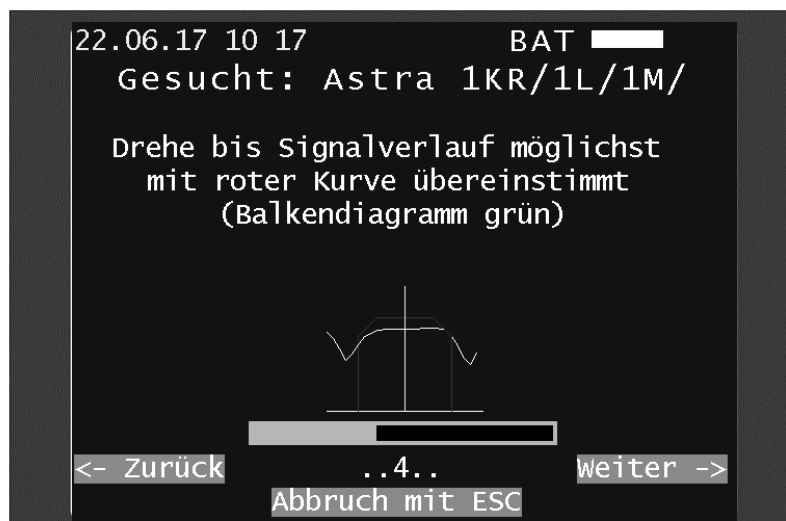 22.06.17 10 17 BAT
Gesucht: Astra 1KR/1L/1M/
Drehe bis Signalverlauf möglichst
mit roter Kurve übereinstimmt
(Balkendiagramm grün)
<- Zurück ..4.. Weiter ->
Abbruch mit ESC